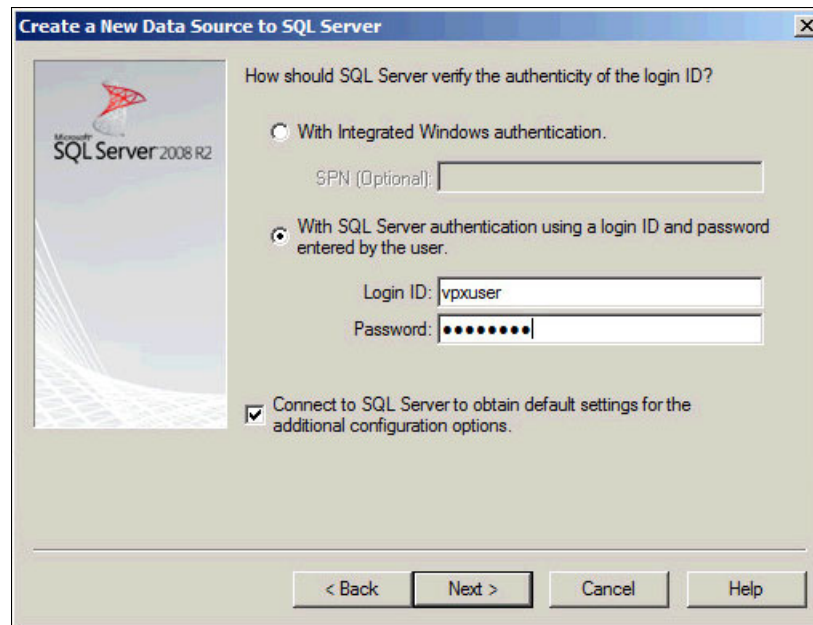 Create a New Data Source to SQL Server
Microsoft
SQL Server 2008 R2
How should SQL Server verify the authenticity of the login ID?
With Integrated Windows authentication.
SPN (Optional):
With SQL Server authentication using a login ID and password
entered by the user.
Login ID: vpxuser
Password: ●●●●●●●●
Connect to SQL Server to obtain default settings for the
additional configuration options.
< Back Next > Cancel Help